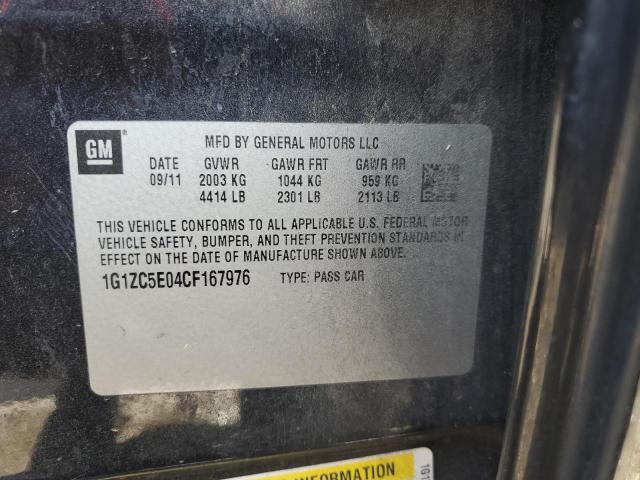 GM
MFD BY GENERAL MOTORS LLC
DATE GVWR GAWR FRT GAWR RR
09/11 2003 KG 1044 KG 959 KG
4414 LB 2301 LB 2113 LB
THIS VEHICLE CONFORMS TO ALL APPLICABLE U.S. FEDERAL MOTOR
VEHICLE SAFETY, BUMPER, AND THEFT PREVENTION STANDARDS IN
EFFECT ON THE DATE OF MANUFACTURE SHOWN ABOVE.
1G1ZC5E04CF167976 TYPE: PASS CAR
INFORMATION